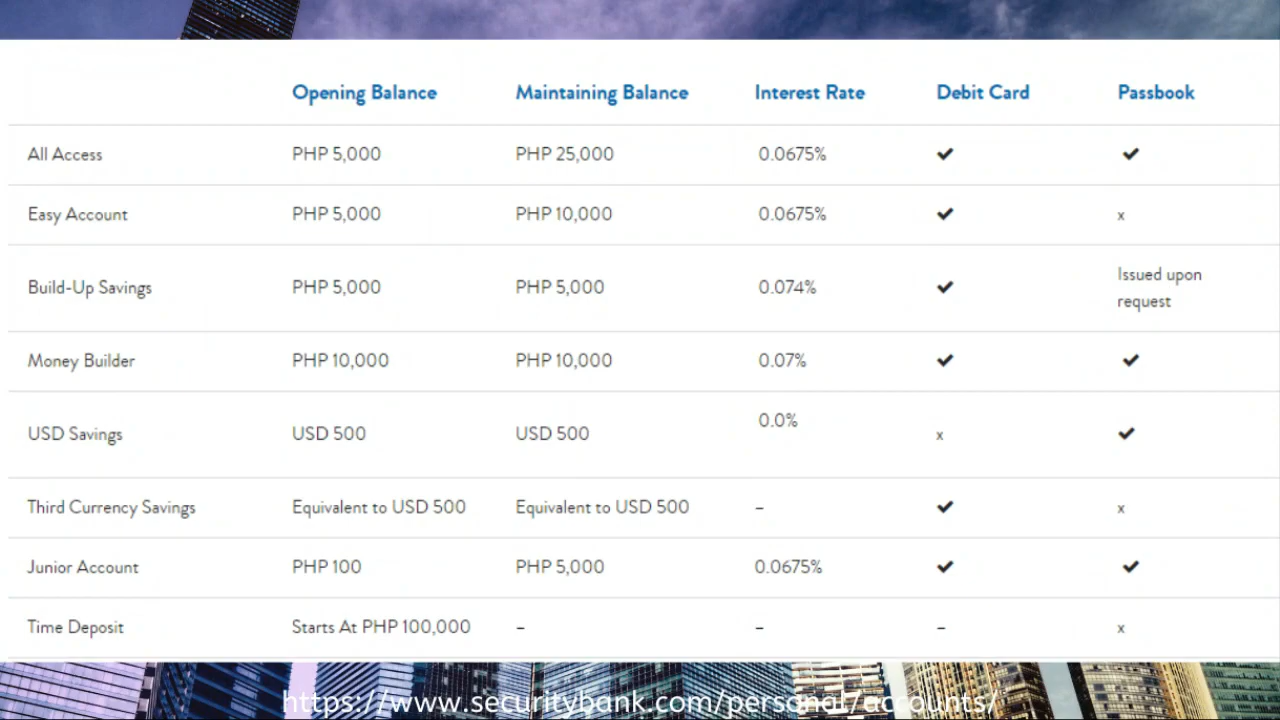 Opening Balance Maintaining Balance Interest Rate Debit Card Passbook
All Access PHP 5,000 PHP 25,000 0.0675% ✔ ✔
Easy Account PHP 5,000 PHP 10,000 0.0675% ✔ x
Build-Up Savings PHP 5,000 PHP 5,000 0.074% ✔ Issued upon
request
Money Builder PHP 10,000 PHP 10,000 0.07% ✔ ✔
USD Savings USD 500 USD 500 0.0% x ✔
Third Currency Savings Equivalent to USD 500 Equivalent to USD 500 – ✔ x
Junior Account PHP 100 PHP 5,000 0.0675% ✔ ✔
Time Deposit Starts At PHP 100,000 – – – x
https://www.securitybank.com/personal/accounts/